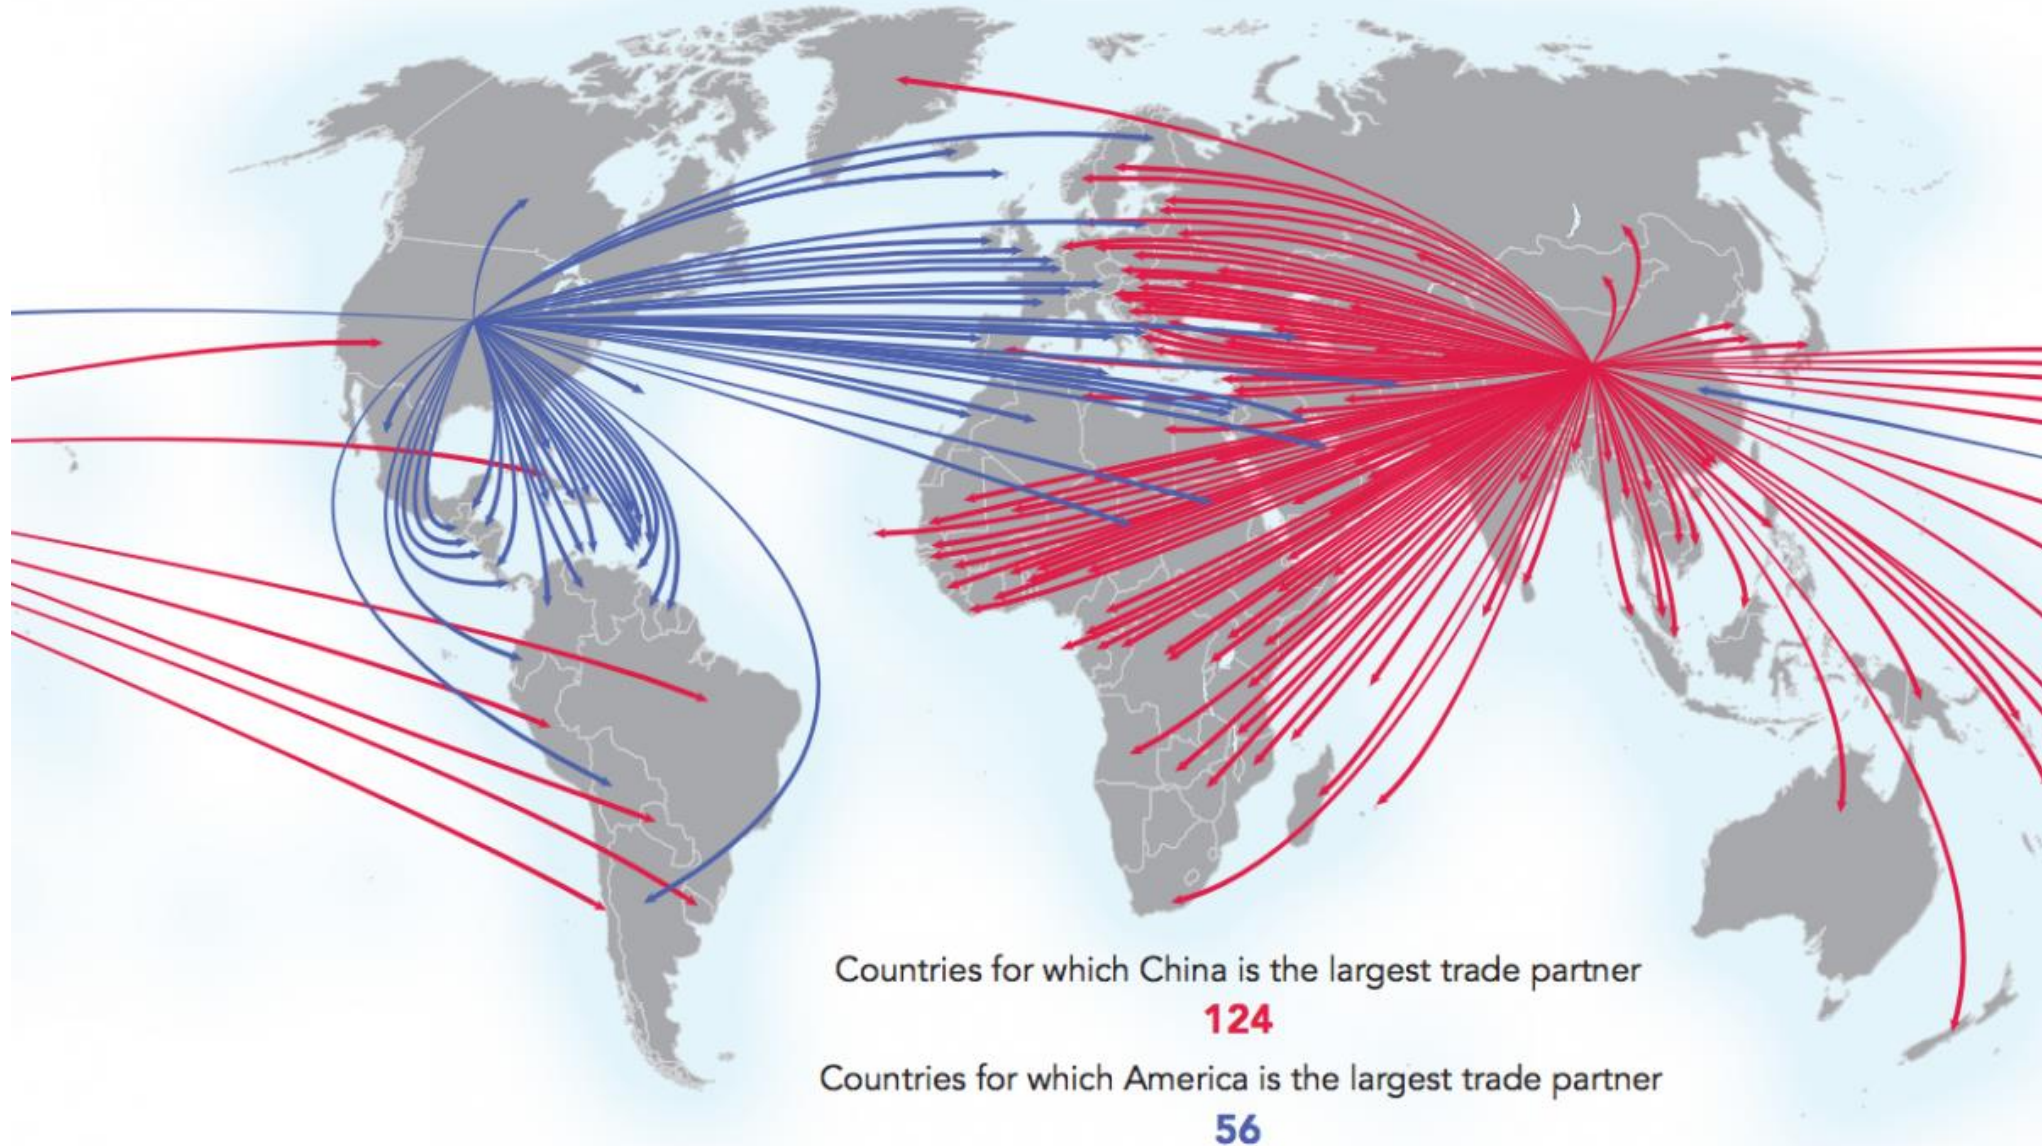 Countries for which China is the largest trade partner
124
Countries for which America is the largest trade partner
56